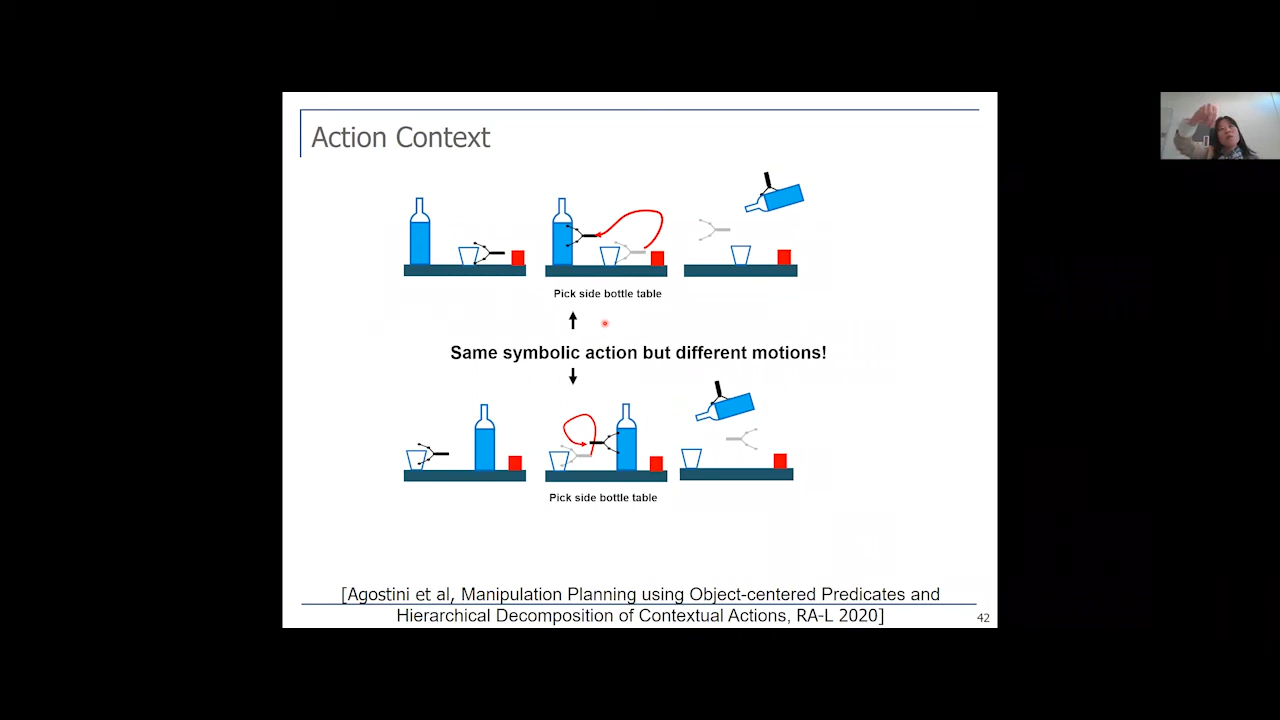 Action Context
Pick side bottle table
Same symbolic action but different motions!
Pick side bottle table
[Agostini et al, Manipulation Planning using Object-centered Predicates and
Hierarchical Decomposition of Contextual Actions, RA-L 2020]
42